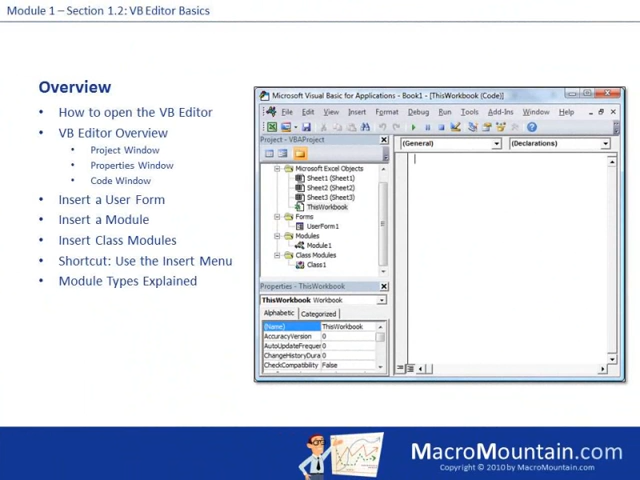 Module 1 – Section 1.2: VB Editor Basics
Overview
• How to open the VB Editor
• VB Editor Overview
• Project Window
• Properties Window
• Code Window
• Insert a User Form
• Insert a Module
• Insert Class Modules
• Shortcut: Use the Insert Menu
• Module Types Explained
Microsoft Visual Basic for Applications - Book1 - [ThisWorkbook (Code)]
File Edit View Insert Format Debug Run Tools Add-Ins Window Help
Project - VBAProject
(General) (Declarations)
Microsoft Excel Objects
Sheet1 (Sheet1)
Sheet2 (Sheet2)
Sheet3 (Sheet3)
ThisWorkbook
Forms
UserForm1
Modules
Module1
Class Modules
Class1
Properties - ThisWorkbook
ThisWorkbook Workbook
Alphabetic Categorized
(Name) ThisWorkbook
AccuracyVersion 0
AutoUpdateFrequen 0
ChangeHistoryDura 0
CheckCompatibility False
MacroMountain.com
Copyright © 2010 by MacroMountain.com